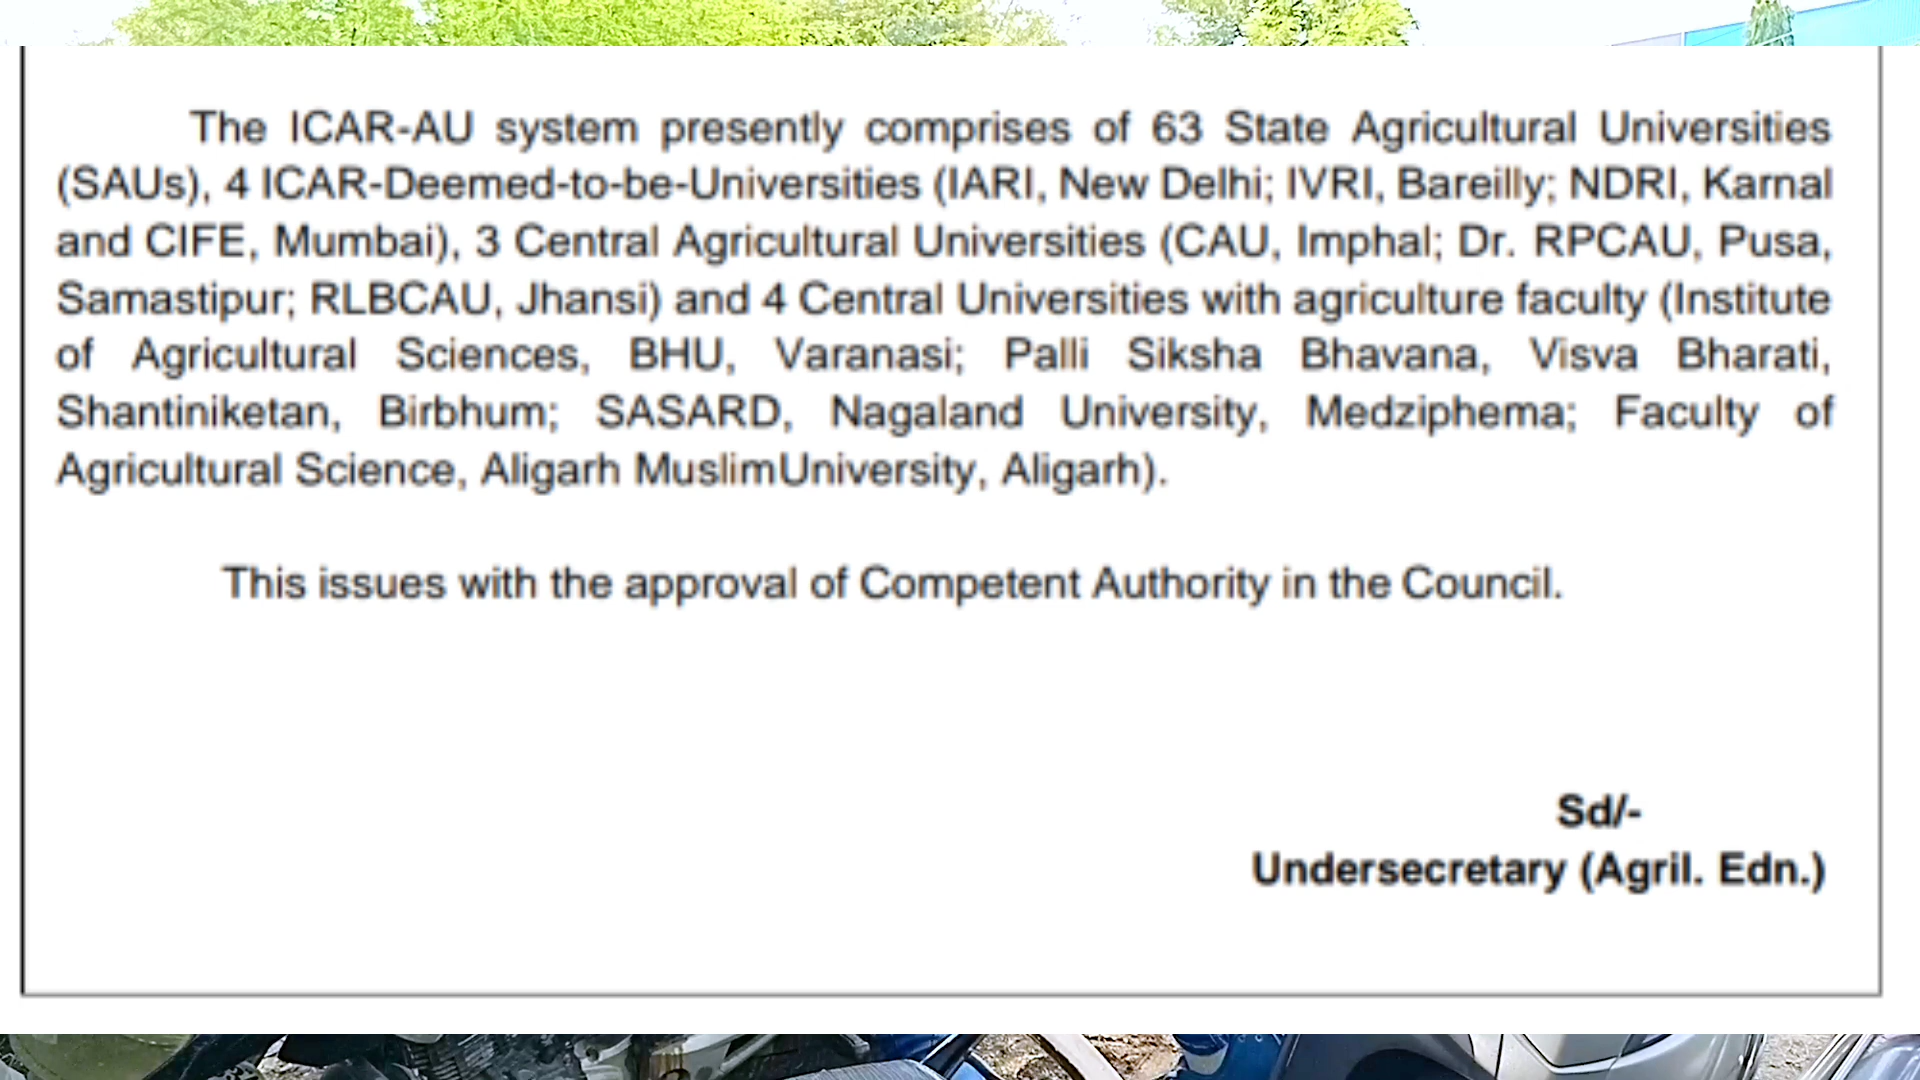 The ICAR-AU system presently comprises of 63 State Agricultural Universities
(SAUs), 4 ICAR-Deemed-to-be-Universities (IARI, New Delhi; IVRI, Bareilly; NDRI, Karnal
and CIFE, Mumbai), 3 Central Agricultural Universities (CAU, Imphal; Dr. RPCAU, Pusa,
Samastipur; RLBCAU, Jhansi) and 4 Central Universities with agriculture faculty (Institute
of Agricultural Sciences, BHU, Varanasi; Palli Siksha Bhavana, Visva Bharati,
Shantiniketan, Birbhum; SASARD, Nagaland University, Medziphema; Faculty of
Agricultural Science, Aligarh MuslimUniversity, Aligarh).
This issues with the approval of Competent Authority in the Council.
Sd/-
Undersecretary (Agril. Edn.)